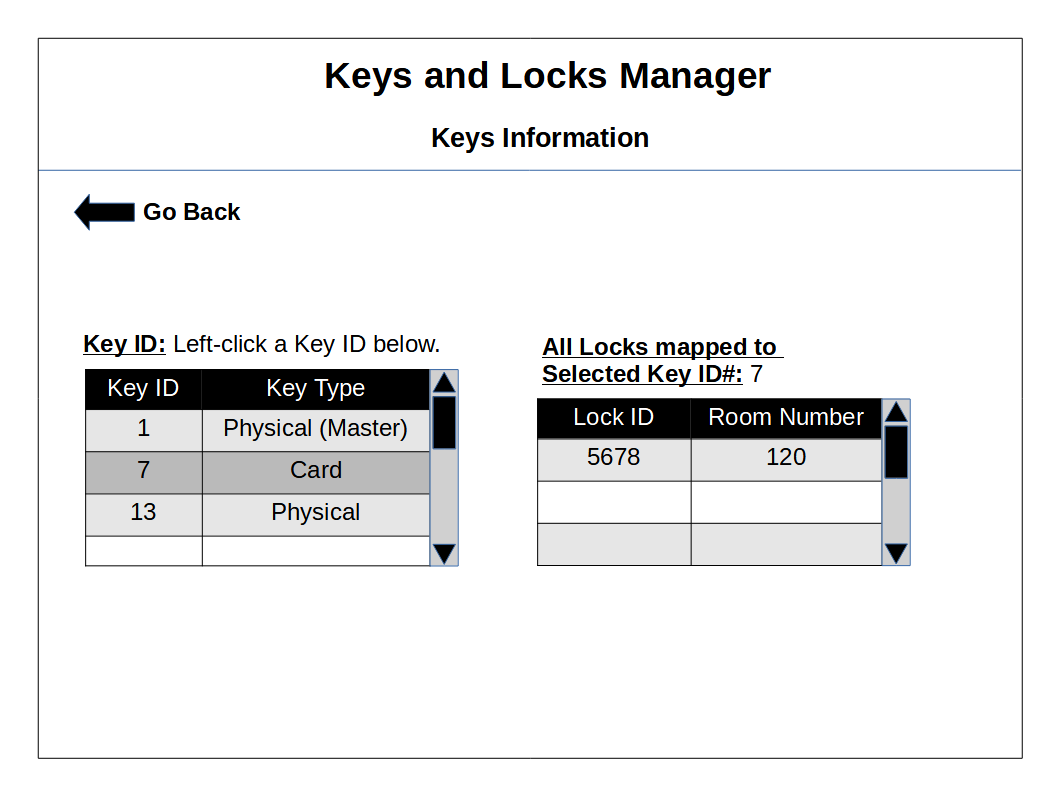 Keys and Locks Manager
Keys Information
Go Back
Key ID: Left-click a Key ID below.
Key ID Key Type
1 Physical (Master)
7 Card
13 Physical
All Locks mapped to
Selected Key ID#: 7
Lock ID Room Number
5678 120